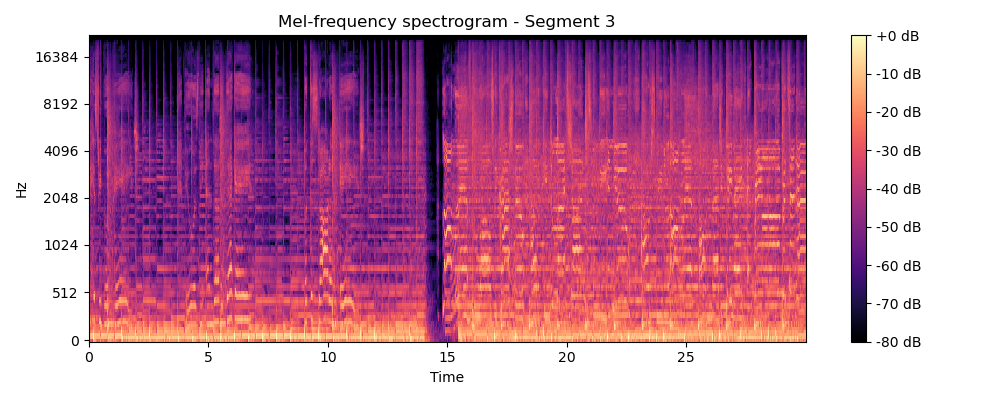 Mel-frequency spectrogram - Segment 3
Hz
16384
8192
4096
2048
1024
512
0
0 5 10 15 20 25
Time
+0 dB
-10 dB
-20 dB
-30 dB
-40 dB
-50 dB
-60 dB
-70 dB
-80 dB